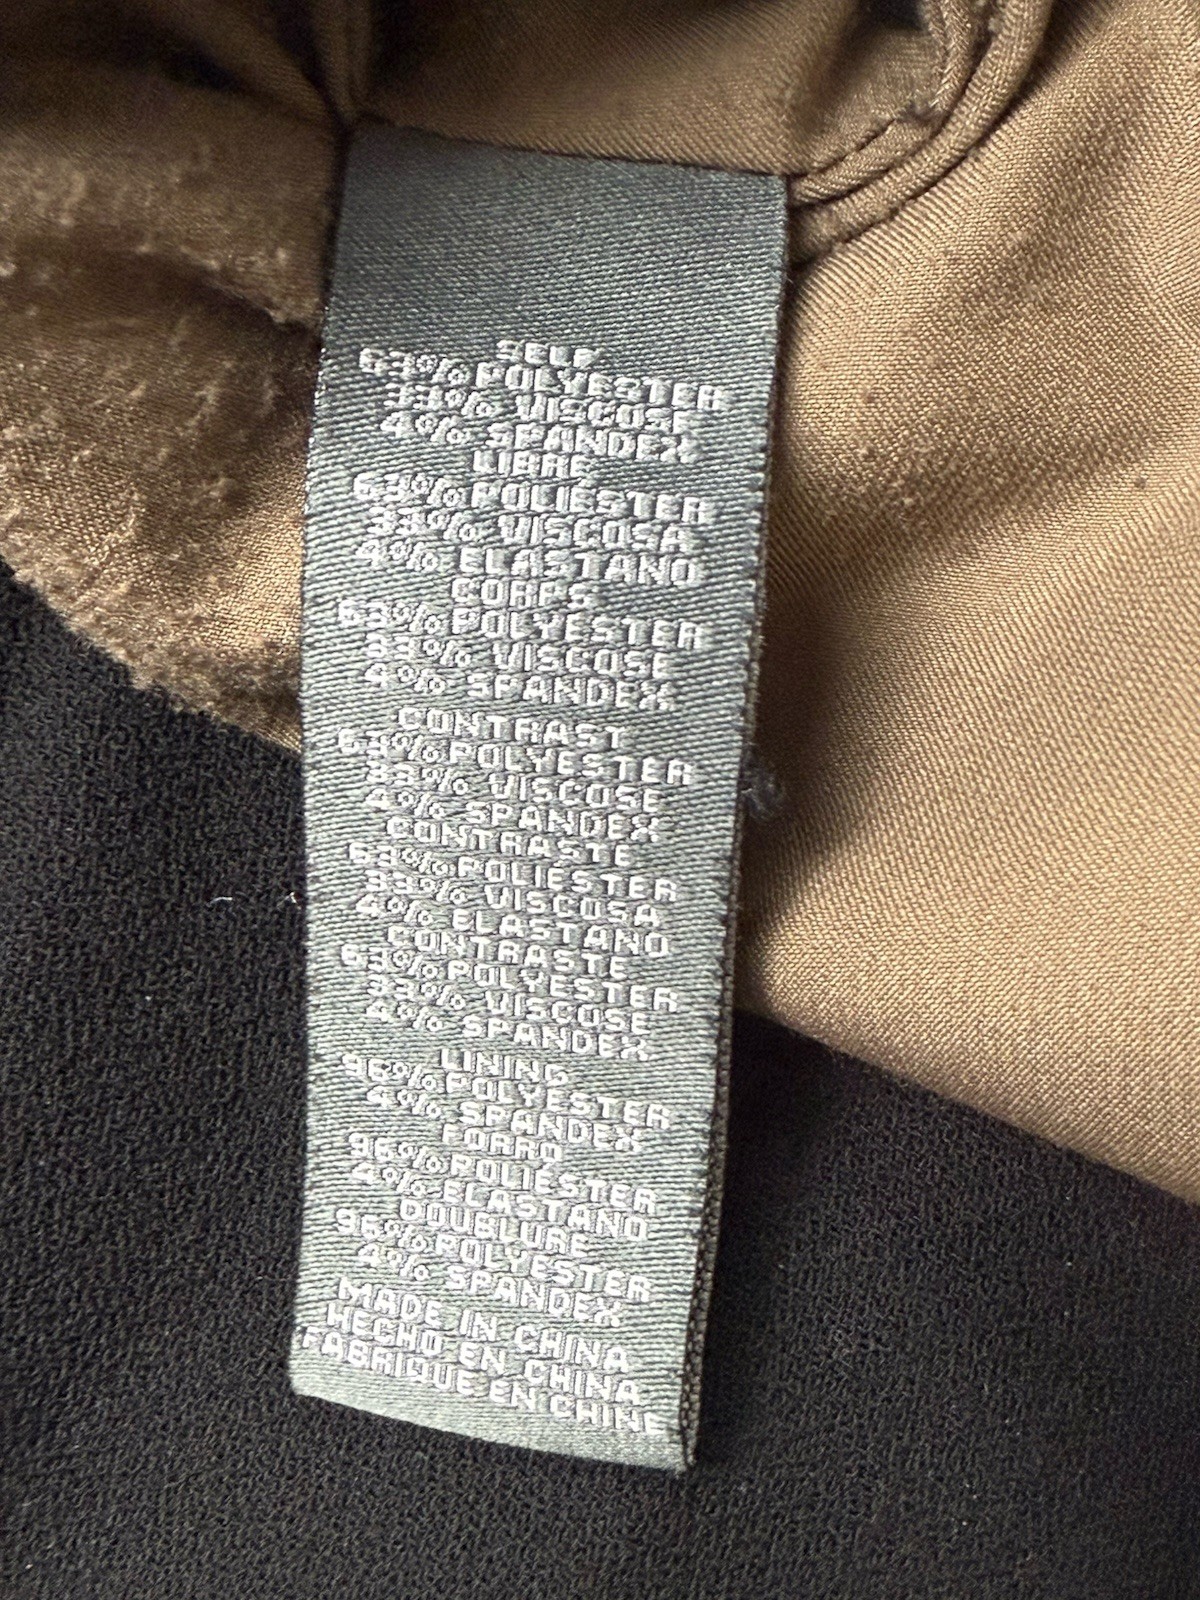 SELF
63% POLYESTER
33% VISCOSE
4% SPANDEX
LIBRE
63% POLIÉSTER
33% VISCOSA
4% ELASTANO
CORPS
63% POLYESTER
33% VISCOSE
4% SPANDEX
CONTRAST
63% POLYESTER
33% VISCOSE
4% SPANDEX
CONTRASTE
63% POLIÉSTER
33% VISCOSA
4% ELASTANO
CONTRASTE
63% POLYESTER
33% VISCOSE
4% SPANDEX
LINING
96% POLYESTER
4% SPANDEX
FORRO
96% POLIÉSTER
4% ELASTANO
DOUBLURE
96% POLYESTER
4% SPANDEX
MADE IN CHINA
HECHO EN CHINA
FABRIQUE EN CHINE